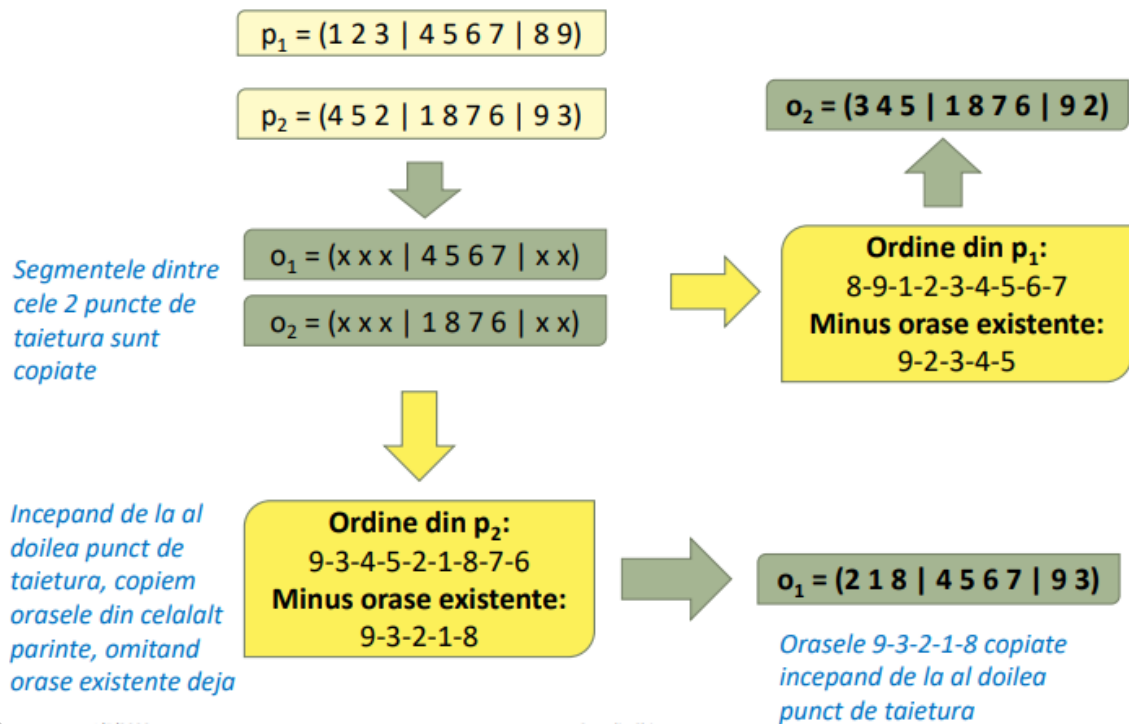 p1 = (1 2 3 | 4 5 6 7 | 8 9)
p2 = (4 5 2 | 1 8 7 6 | 9 3)
o2 = (3 4 5 | 1 8 7 6 | 9 2)
Segmentele dintre
cele 2 puncte de
taietura sunt
copiate
o1 = (x x x | 4 5 6 7 | x x)
o2 = (x x x | 1 8 7 6 | x x)
Ordine din p1:
8-9-1-2-3-4-5-6-7
Minus orase existente:
9-2-3-4-5
Incepand de la al
doilea punct de
taietura, copiem
orasele din celalalt
parinte, omitand
orase existente deja
Ordine din p2:
9-3-4-5-2-1-8-7-6
Minus orase existente:
9-3-2-1-8
o1 = (2 1 8 | 4 5 6 7 | 9 3)
Orasele 9-3-2-1-8 copiate
incepand de la al doilea
punct de taietura